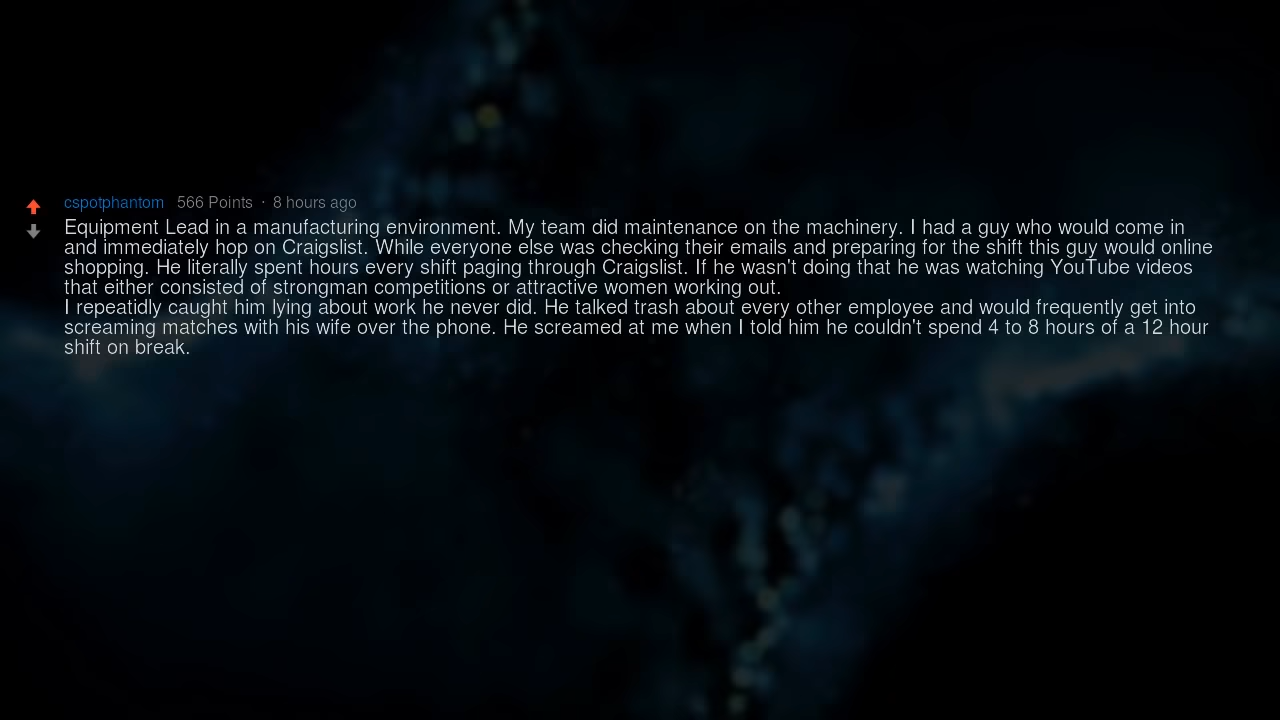 cspotphantom 566 Points · 8 hours ago
Equipment Lead in a manufacturing environment. My team did maintenance on the machinery. I had a guy who would come in
and immediately hop on Craigslist. While everyone else was checking their emails and preparing for the shift this guy would online
shopping. He literally spent hours every shift paging through Craigslist. If he wasn't doing that he was watching YouTube videos
that either consisted of strongman competitions or attractive women working out.
I repeatidly caught him lying about work he never did. He talked trash about every other employee and would frequently get into
screaming matches with his wife over the phone. He screamed at me when I told him he couldn't spend 4 to 8 hours of a 12 hour
shift on break.